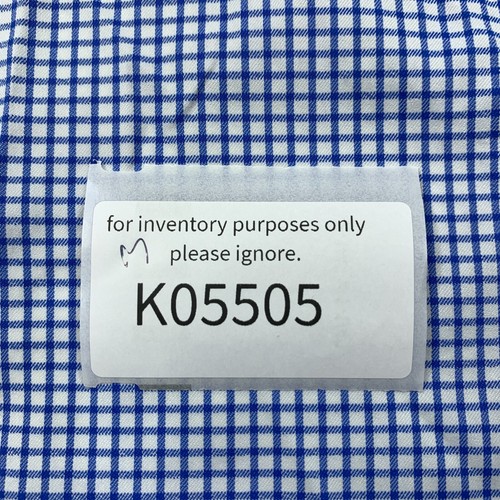 for inventory purposes only
M please ignore.
K05505